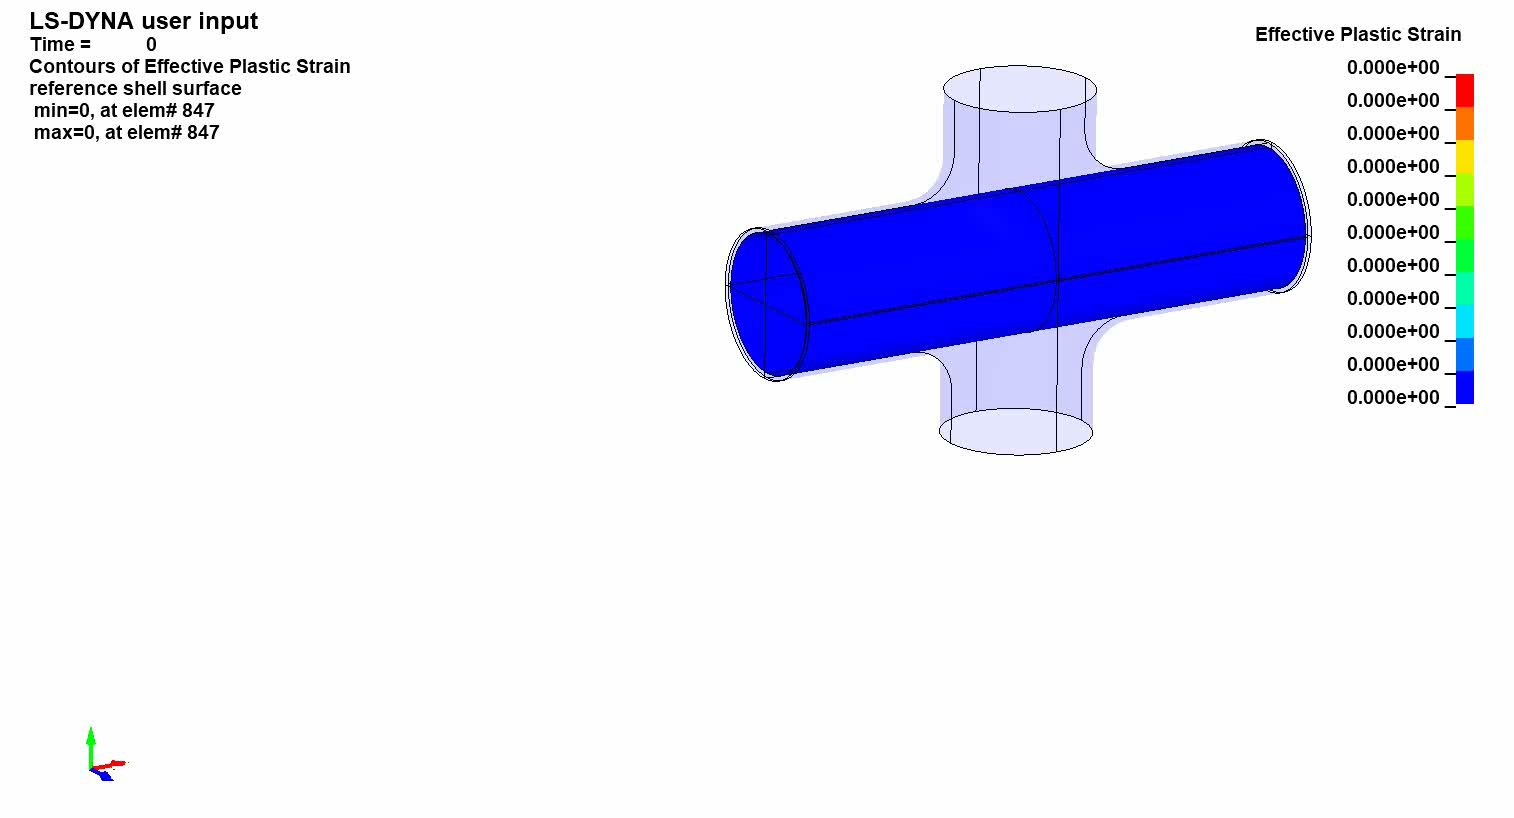 LS-DYNA user input
Time = 0
Contours of Effective Plastic Strain
reference shell surface
min=0, at elem# 847
max=0, at elem# 847
Effective Plastic Strain
0.000e+00
0.000e+00
0.000e+00
0.000e+00
0.000e+00
0.000e+00
0.000e+00
0.000e+00
0.000e+00
0.000e+00
0.000e+00